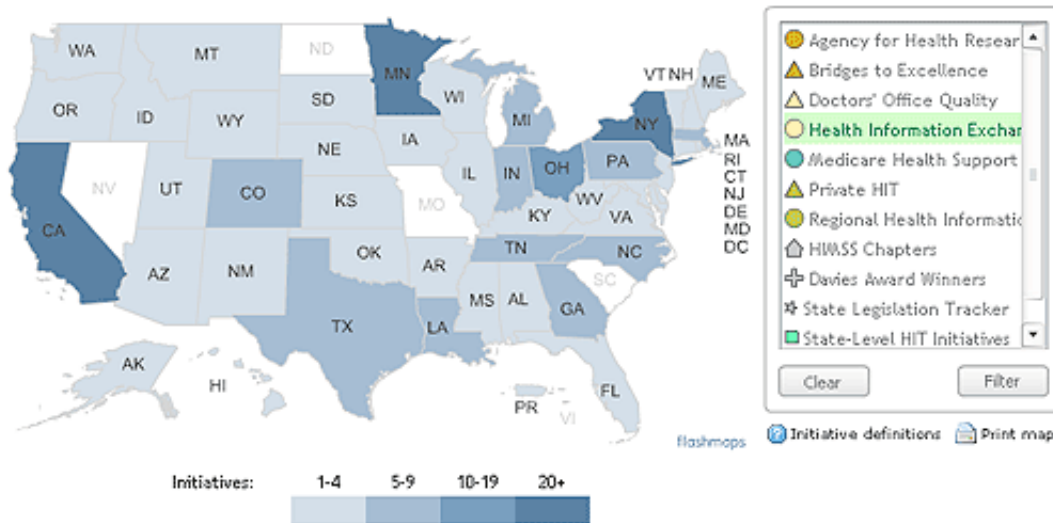 WA
MT
ND
MN
VT NH
ME
OR
ID
WY
SD
WI
MI
NY
MA
RI
CT
NJ
DE
MD
DC
NV
UT
CO
NE
IA
IL
IN
OH
PA
CA
KS
MO
KY
WV
VA
AZ
NM
OK
AR
TN
NC
SC
TX
LA
MS
AL
GA
FL
AK
HI
PR
VI
flashmaps
Initiatives: 1-4 5-9 10-19 20+
Agency for Health Resear
Bridges to Excellence
Doctors' Office Quality
Health Information Exchan
Medicare Health Support
Private HIT
Regional Health Informatio
HIMSS Chapters
Davies Award Winners
State Legislation Tracker
State-Level HIT Initiatives
Clear Filter
Initiative definitions Print map